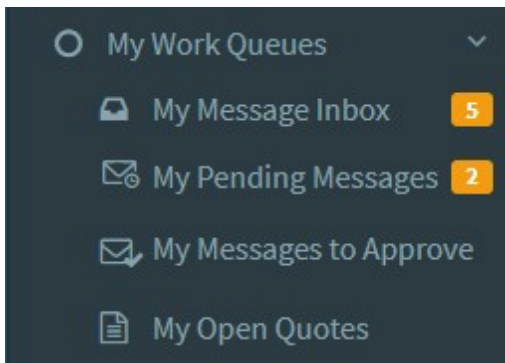 My Work Queues
My Message Inbox 5
My Pending Messages 2
My Messages to Approve
My Open Quotes